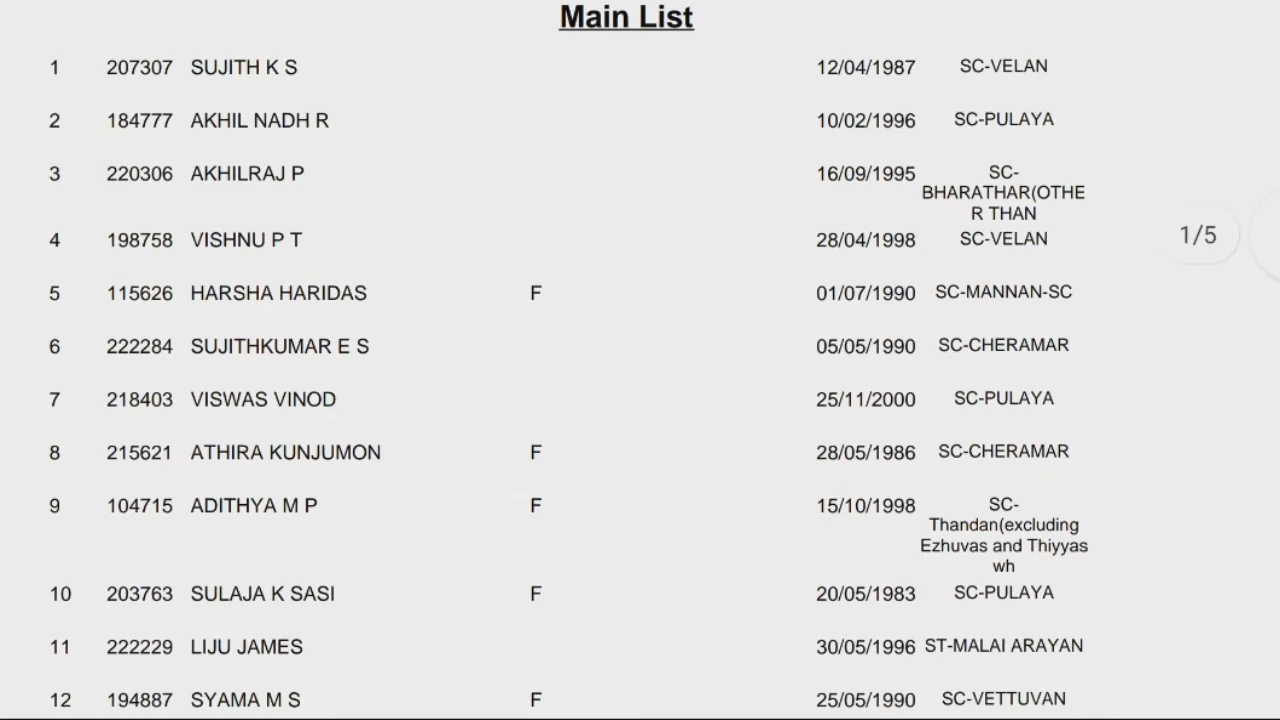 Main List
1 207307 SUJITH K S 12/04/1987 SC-VELAN
2 184777 AKHIL NADH R 10/02/1996 SC-PULAYA
3 220306 AKHILRAJ P 16/09/1995 SC-
BHARATHAR(OTHE
R THAN
4 198758 VISHNU P T 28/04/1998 SC-VELAN
1/5
5 115626 HARSHA HARIDAS F 01/07/1990 SC-MANNAN-SC
6 222284 SUJITHKUMAR E S 05/05/1990 SC-CHERAMAR
7 218403 VISWAS VINOD 25/11/2000 SC-PULAYA
8 215621 ATHIRA KUNJUMON F 28/05/1986 SC-CHERAMAR
9 104715 ADITHYA M P F 15/10/1998 SC-
Thandan(excluding
Ezhuvas and Thiyyas
wh
10 203763 SULAJA K SASI F 20/05/1983 SC-PULAYA
11 222229 LIJU JAMES 30/05/1996 ST-MALAI ARAYAN
12 194887 SYAMA M S F 25/05/1990 SC-VETTUVAN